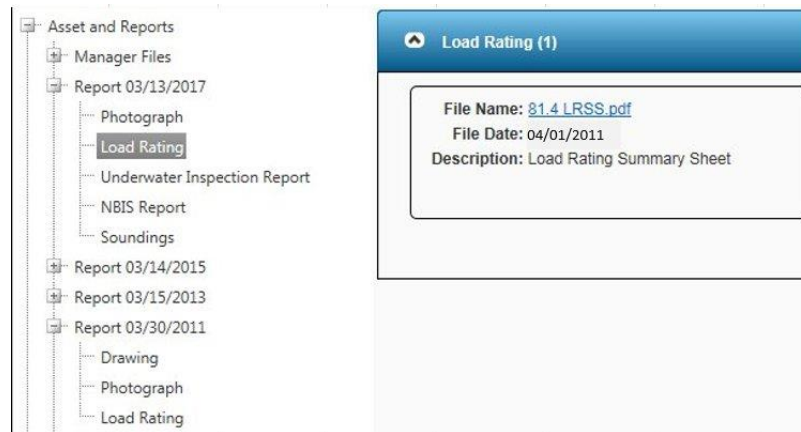 Asset and Reports
Manager Files
Report 03/13/2017
Photograph
Load Rating
Underwater Inspection Report
NBIS Report
Soundings
Report 03/14/2015
Report 03/15/2013
Report 03/30/2011
Drawing
Photograph
Load Rating
Load Rating (1)
File Name: 81.4 LRSS.pdf
File Date: 04/01/2011
Description: Load Rating Summary Sheet